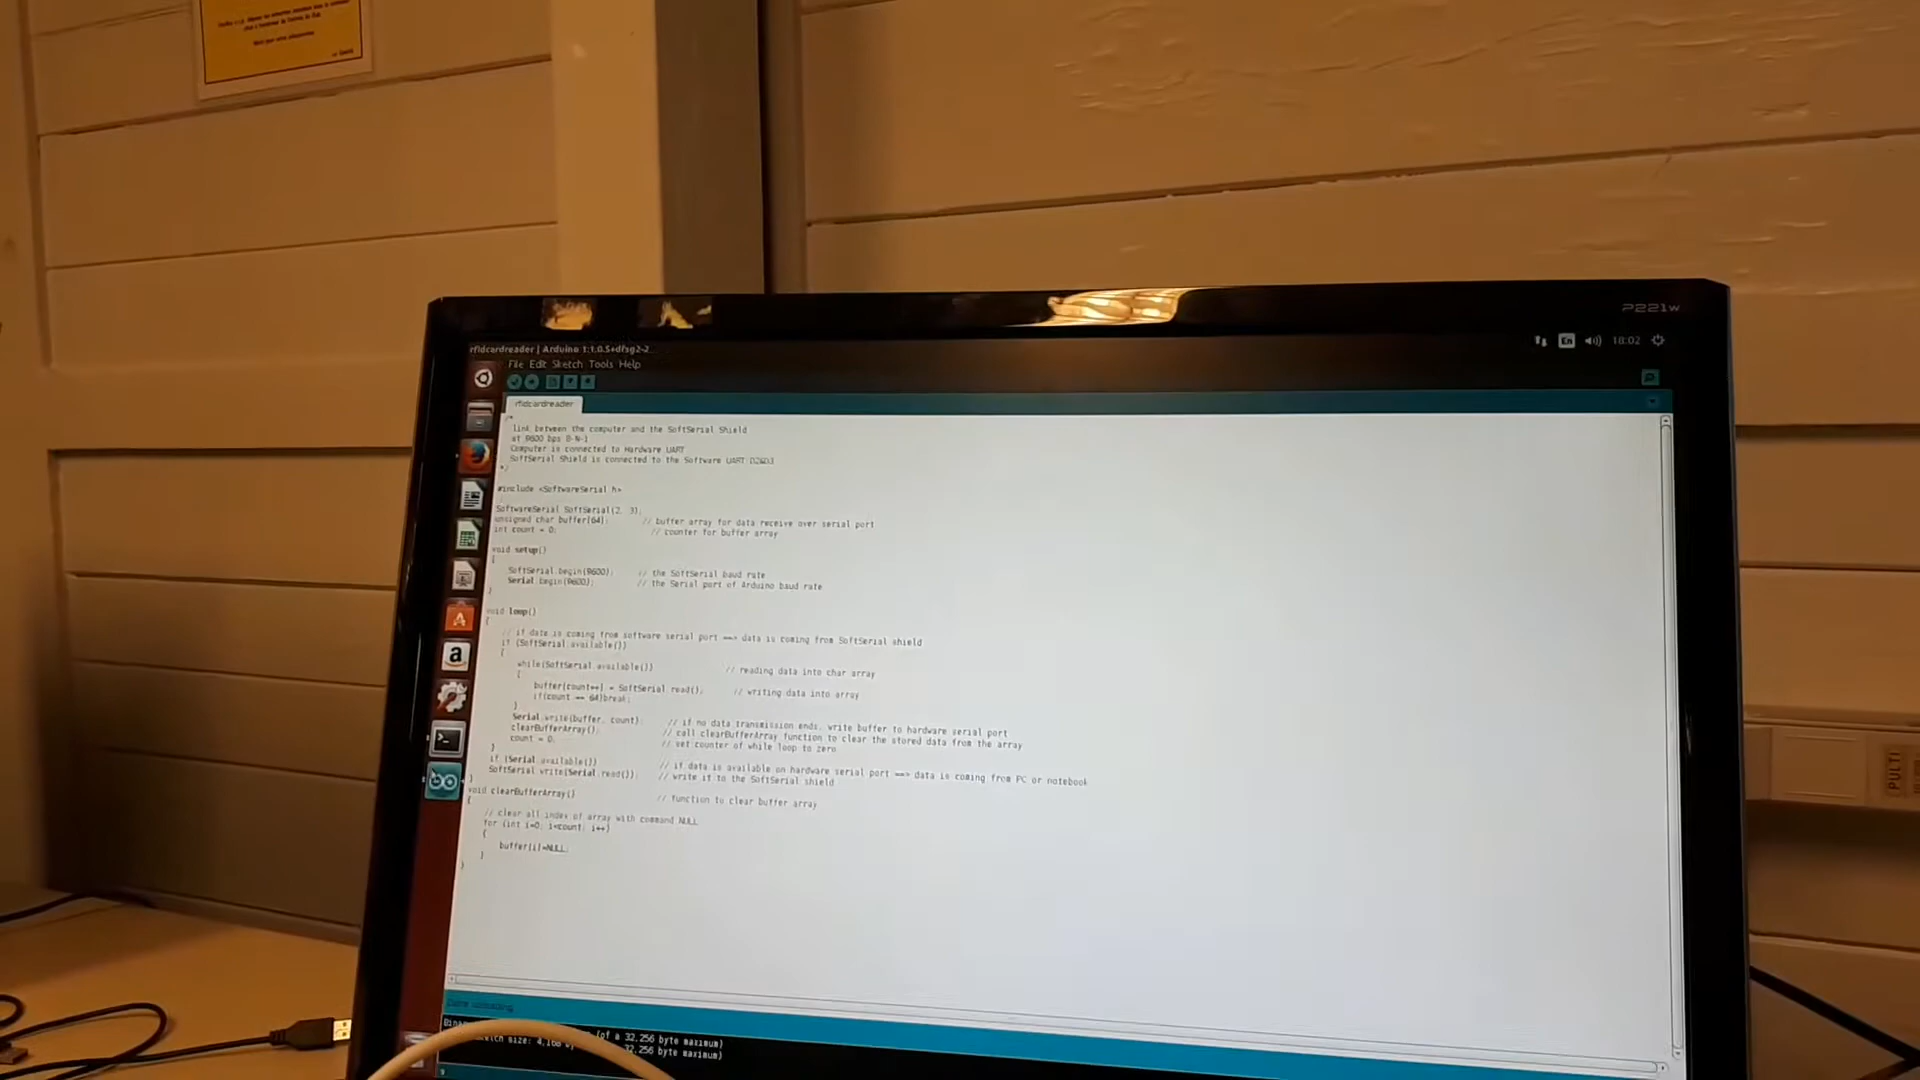 P221w
rfidcardreader | Arduino 1:1.0.5+dfsg2-2
En
18:02
File Edit Sketch Tools Help
rfidcardreader
/*
link between the computer and the SoftSerial Shield
at 9600 bps 8-N-1
Computer is connected to Hardware UART
SoftSerial Shield is connected to the Software UART:D2&D3
*/
#include <SoftwareSerial.h>
SoftwareSerial SoftSerial(2, 3);
unsigned char buffer[64]; // buffer array for data receive over serial port
int count = 0; // counter for buffer array
void setup()
{
SoftSerial.begin(9600); // the SoftSerial baud rate
Serial.begin(9600); // the Serial port of Arduino baud rate
}
void loop()
{
// if date is coming from software serial port ==> data is coming from SoftSerial shield
if (SoftSerial.available())
{
while(SoftSerial.available()) // reading data into char array
{
buffer[count++] = SoftSerial.read(); // writing data into array
if(count == 64)break;
}
Serial.write(buffer, count); // if no data transmission ends, write buffer to hardware serial port
clearBufferArray(); // call clearBufferArray function to clear the stored data from the array
count = 0; // set counter of while loop to zero
}
if (Serial.available()) // if data is available on hardware serial port ==> data is coming from PC or notebook
SoftSerial.write(Serial.read()); // write it to the SoftSerial shield
}
void clearBufferArray() // function to clear buffer array
{
// clear all index of array with command NULL
for (int i=0; i<count; i++)
{
buffer[i]=NULL;
}
}
Done uploading.
(of a 32,256 byte maximum)
size: 4,168
32,256 byte maximum)
PULTI